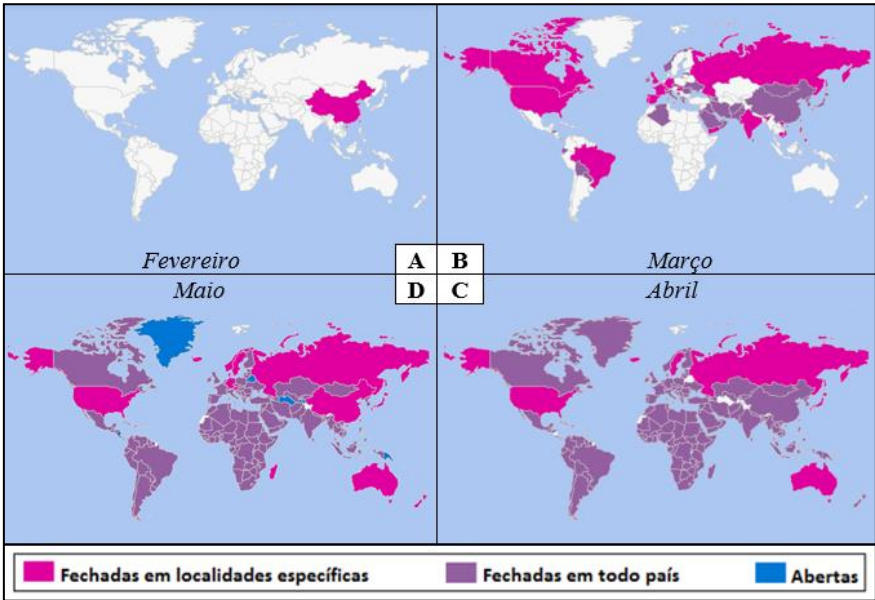 Fevereiro A B Março
Maio D C Abril
Fechadas em localidades específicas Fechadas em todo país Abertas